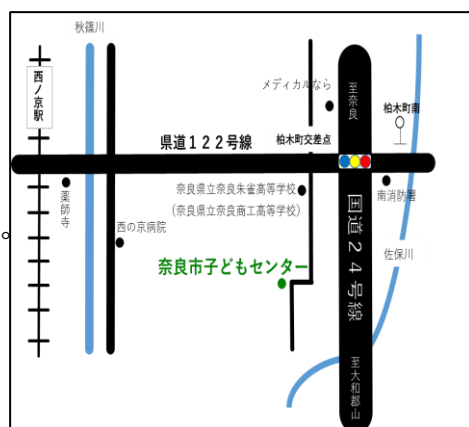 秋篠川
西ノ京駅
メディカルなら
至奈良
柏木町南
県道１２２号線
柏木町交差点
薬師寺
奈良県立奈良朱雀高等学校
(奈良県立奈良商工高等学校)
南消防署
西の京病院
国道２４号線
奈良市子どもセンター
佐保川
至大和郡山